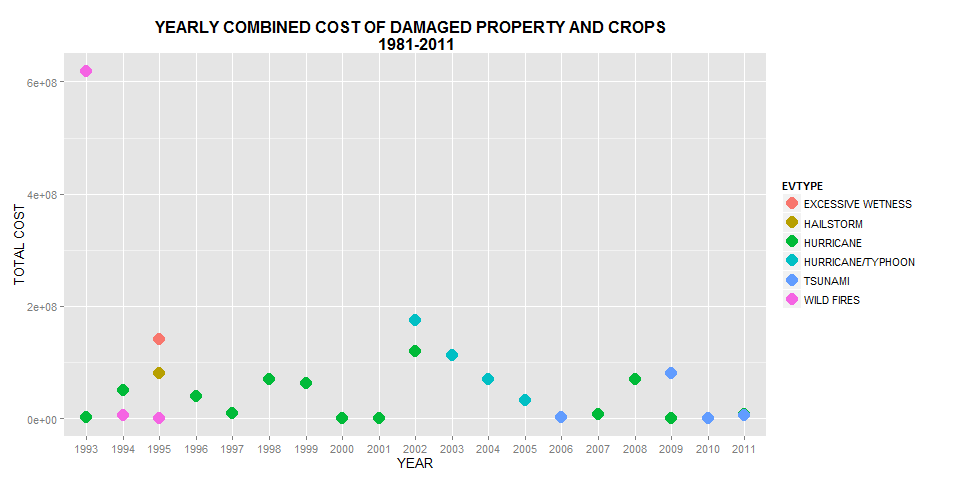 YEARLY COMBINED COST OF DAMAGED PROPERTY AND CROPS
1981-2011
6e+08
4e+08
2e+08
0e+00
TOTAL COST
1993 1994 1995 1996 1997 1998 1999 2000 2001 2002 2003 2004 2005 2006 2007 2008 2009 2010 2011
YEAR
EVTYPE
EXCESSIVE WETNESS
HAILSTORM
HURRICANE
HURRICANE/TYPHOON
TSUNAMI
WILD FIRES